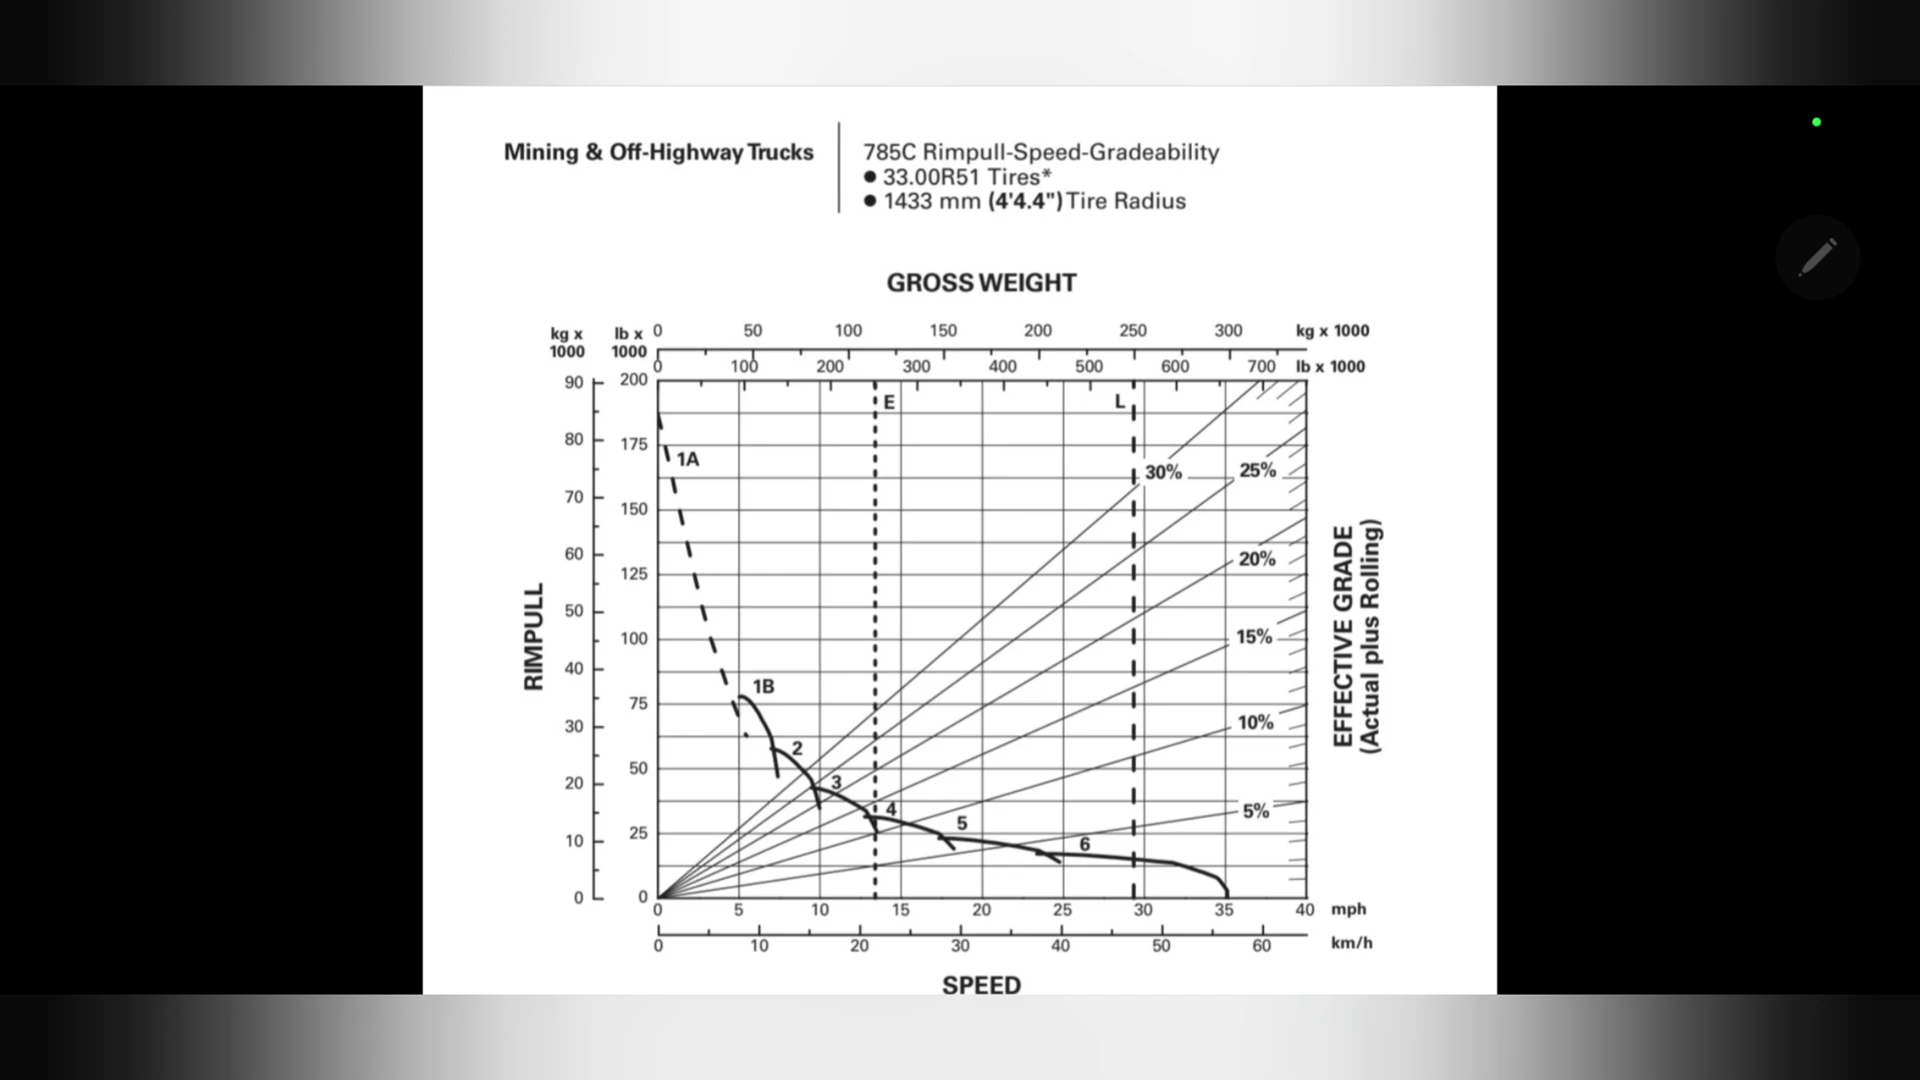 Mining & Off-Highway Trucks
785C Rimpull-Speed-Gradeability
● 33.00R51 Tires*
● 1433 mm (4'4.4") Tire Radius
GROSS WEIGHT
0 50 100 150 200 250 300 kg x 1000
0 100 200 300 400 500 600 700 lb x 1000
kg x 1000
lb x 1000
RIMPULL
90
80
70
60
50
40
30
20
10
0
200
175
150
125
100
75
50
25
0
E
L
1A
1B
2
3
4
5
6
30%
25%
20%
15%
10%
5%
EFFECTIVE GRADE
(Actual plus Rolling)
0 5 10 15 20 25 30 35 40 mph
0 10 20 30 40 50 60 km/h
SPEED